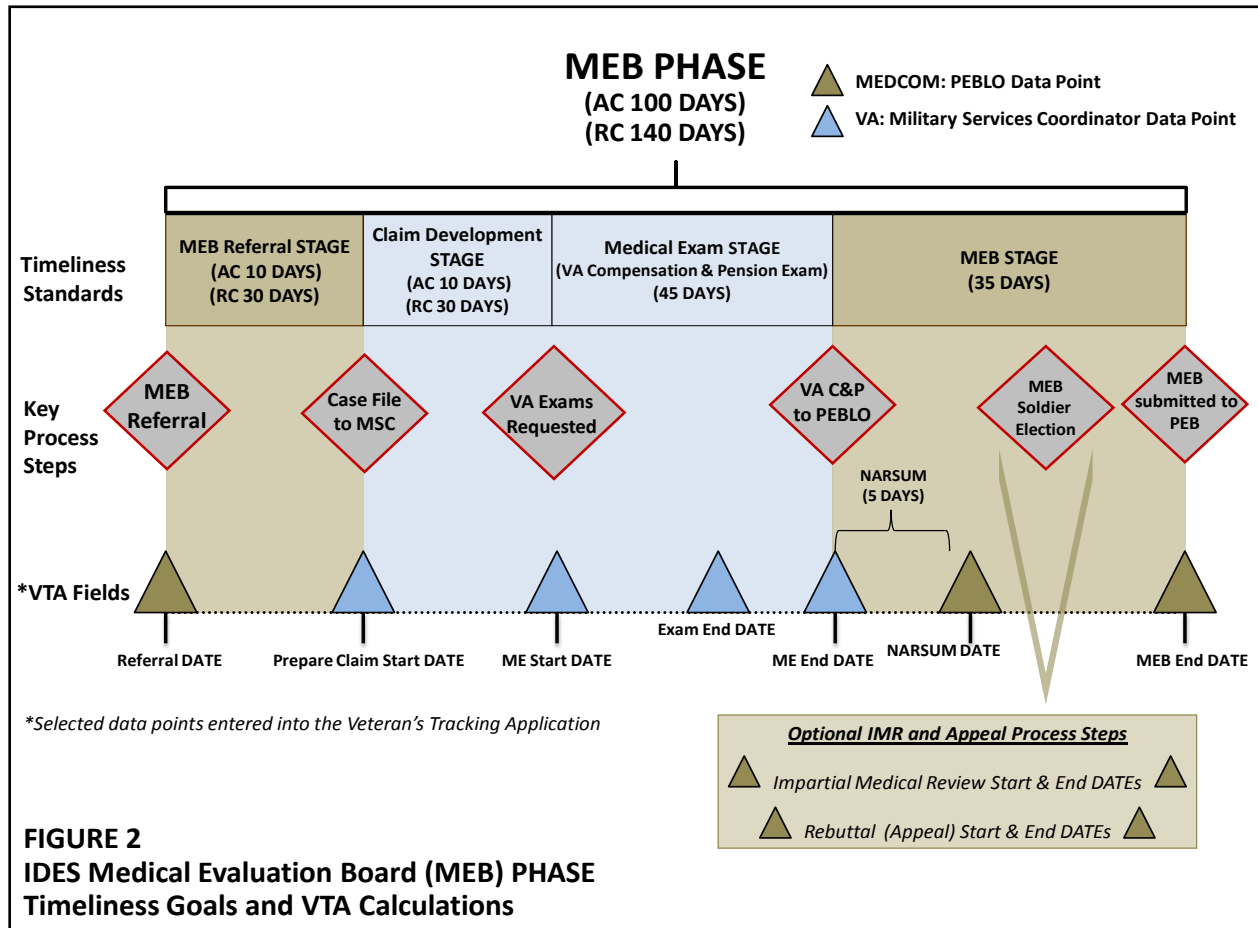 MEB PHASE
(AC 100 DAYS)
(RC 140 DAYS)
MEDCOM: PEBLO Data Point
VA: Military Services Coordinator Data Point
Timeliness
Standards
MEB Referral STAGE
(AC 10 DAYS)
(RC 30 DAYS)
Claim Development
STAGE
(AC 10 DAYS)
(RC 30 DAYS)
Medical Exam STAGE
(VA Compensation & Pension Exam)
(45 DAYS)
MEB STAGE
(35 DAYS)
Key
Process
Steps
MEB
Referral
Case File
to MSC
VA Exams
Requested
VA C&P
to PEBLO
MEB
Soldier
Election
MEB
submitted to
PEB
NARSUM
(5 DAYS)
*VTA Fields
Referral DATE
Prepare Claim Start DATE
ME Start DATE
Exam End DATE
ME End DATE
NARSUM DATE
MEB End DATE
*Selected data points entered into the Veteran's Tracking Application
Optional IMR and Appeal Process Steps
Impartial Medical Review Start & End DATEs
Rebuttal (Appeal) Start & End DATEs
FIGURE 2
IDES Medical Evaluation Board (MEB) PHASE
Timeliness Goals and VTA Calculations